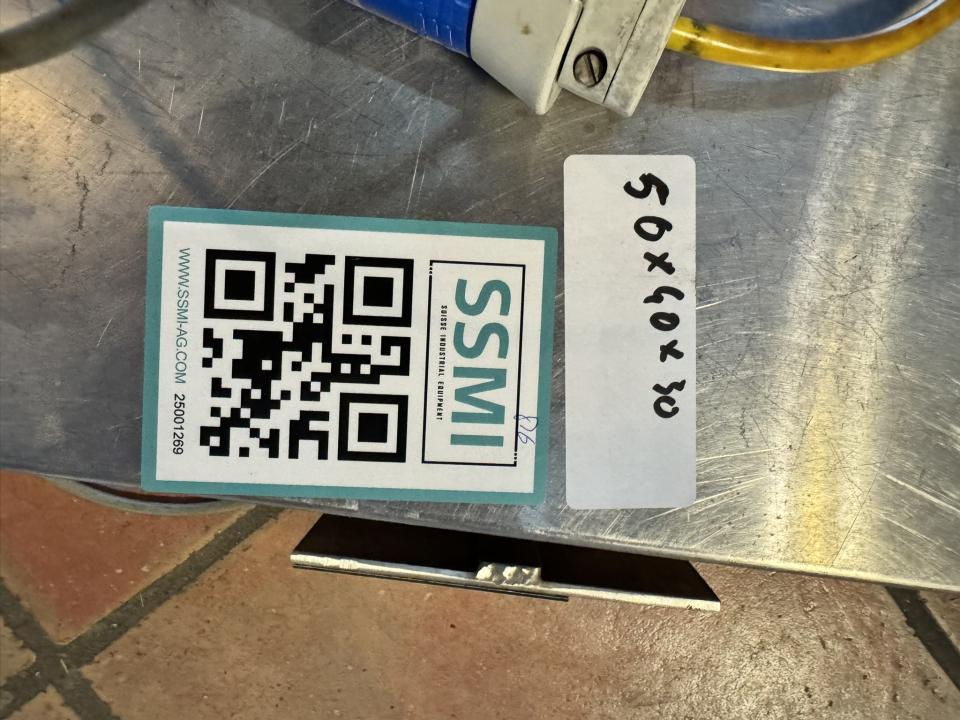 50x40x30
SSMI
SUISSE INDUSTRIAL EQUIPMENT
WWW.SSMI-AG.COM 25001269